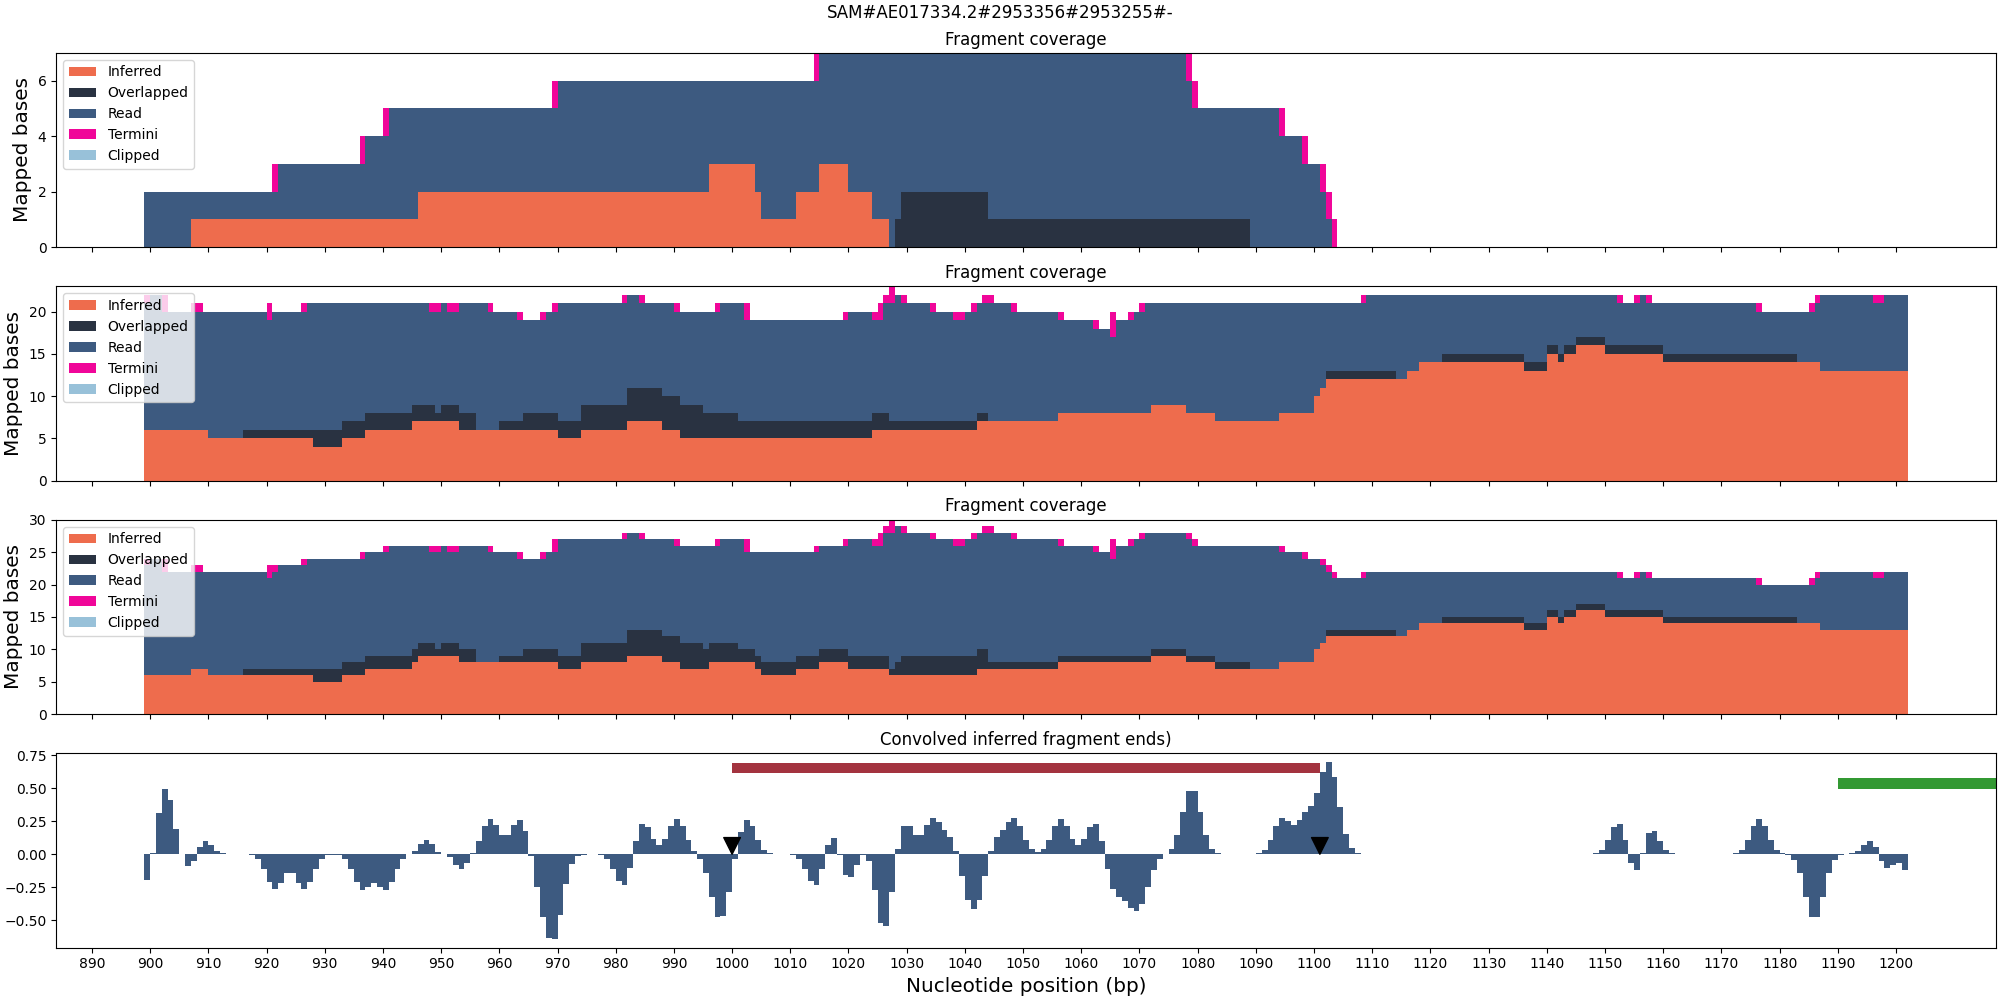 SAM#AE017334.2#2953356#2953255#-
Fragment coverage
Mapped bases
6
4
2
0
Inferred
Overlapped
Read
Termini
Clipped
Fragment coverage
Mapped bases
20
15
10
5
0
Inferred
Overlapped
Read
Termini
Clipped
Fragment coverage
Mapped bases
30
25
20
15
10
5
0
Inferred
Overlapped
Read
Termini
Clipped
Convolved inferred fragment ends)
0.75
0.50
0.25
0.00
−0.25
−0.50
890 900 910 920 930 940 950 960 970 980 990 1000 1010 1020 1030 1040 1050 1060 1070 1080 1090 1100 1110 1120 1130 1140 1150 1160 1170 1180 1190 1200
Nucleotide position (bp)